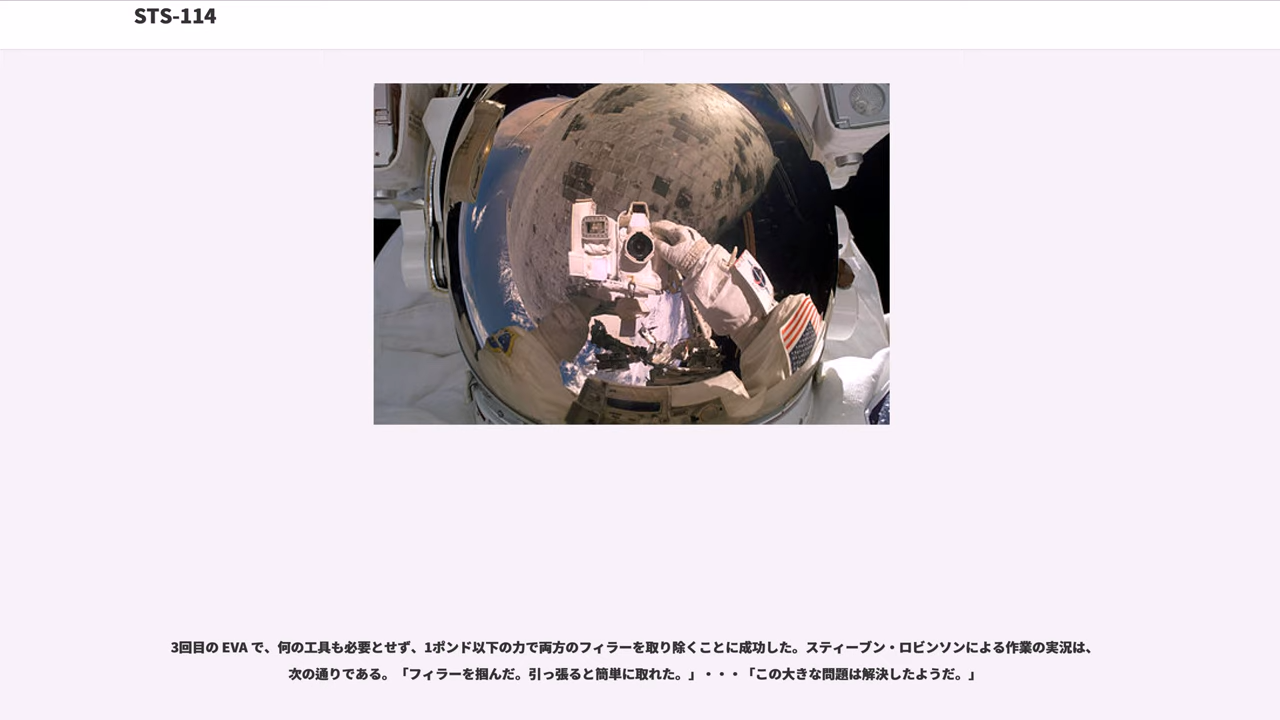 STS-114
3回目の EVA で、何の工具も必要とせず、1ポンド以下の力で両方のフィラーを取り除くことに成功した。スティーブン・ロビンソンによる作業の実況は、
次の通りである。「フィラーを掴んだ。引っ張ると簡単に取れた。」・・・「この大きな問題は解決したようだ。」